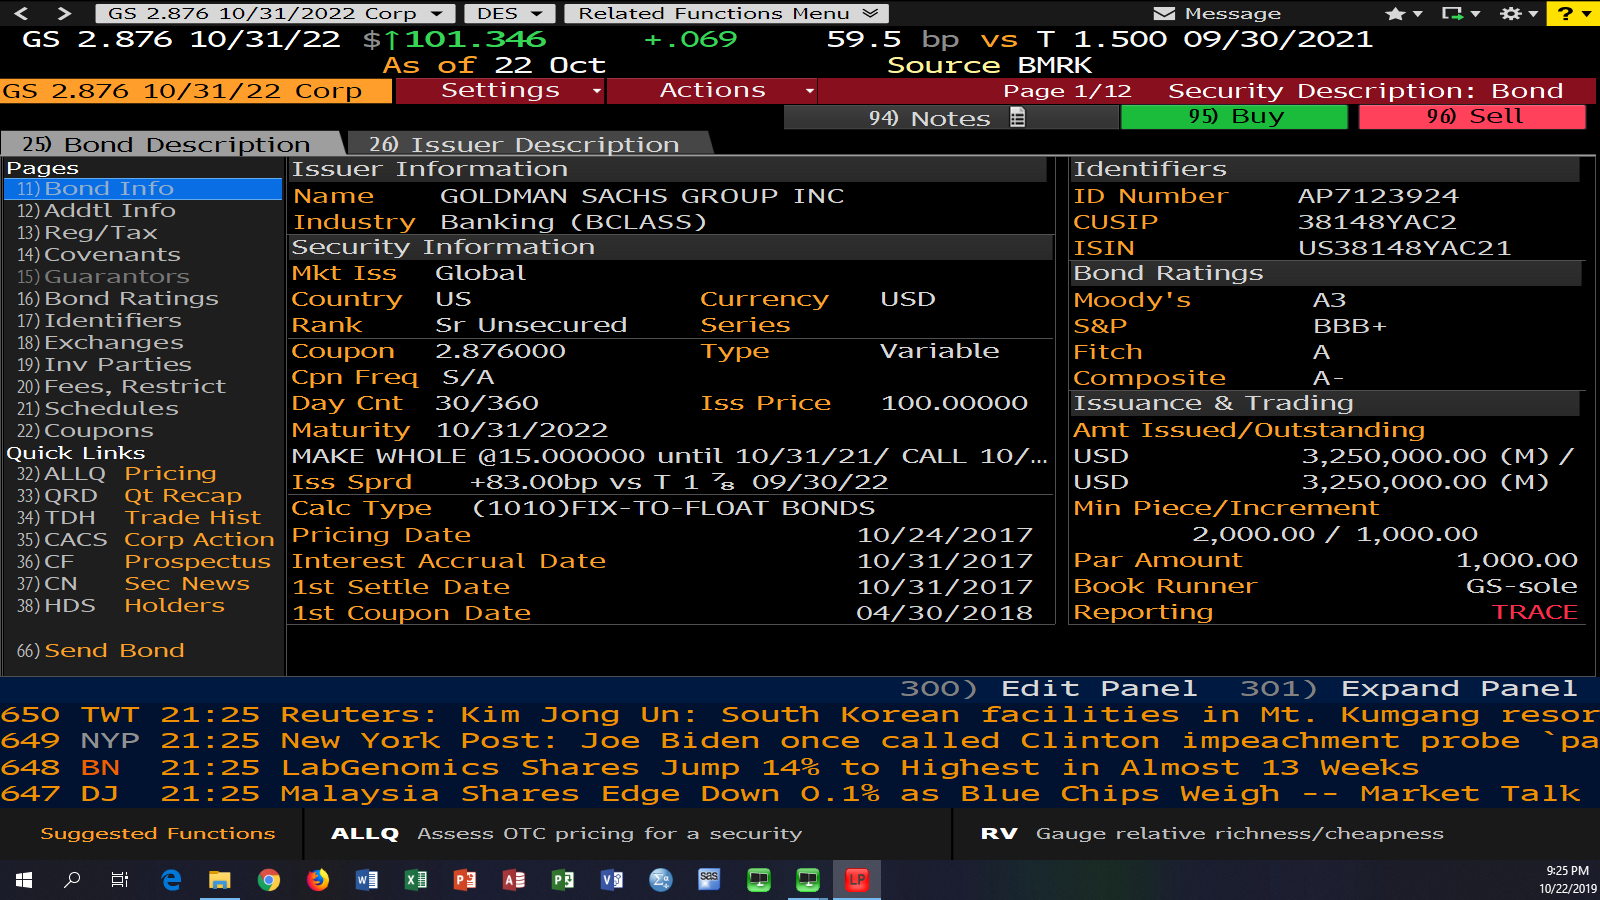 GS 2.876 10/31/2022 Corp DES Related Functions Menu Message ?
GS 2.876 10/31/22 $↑101.346 +.069 59.5 bp vs T 1.500 09/30/2021
As of 22 Oct Source BMRK
GS 2.876 10/31/22 Corp Settings Actions Page 1/12 Security Description: Bond
94) Notes 95) Buy 96) Sell
25) Bond Description 26) Issuer Description
Pages
11) Bond Info
12) Addtl Info
13) Reg/Tax
14) Covenants
15) Guarantors
16) Bond Ratings
17) Identifiers
18) Exchanges
19) Inv Parties
20) Fees, Restrict
21) Schedules
22) Coupons
Quick Links
32) ALLQ Pricing
33) QRD Qt Recap
34) TDH Trade Hist
35) CACS Corp Action
36) CF Prospectus
37) CN Sec News
38) HDS Holders
66) Send Bond
Issuer Information
Name GOLDMAN SACHS GROUP INC
Industry Banking (BCLASS)
Security Information
Mkt Iss Global
Country US Currency USD
Rank Sr Unsecured Series
Coupon 2.876000 Type Variable
Cpn Freq S/A
Day Cnt 30/360 Iss Price 100.00000
Maturity 10/31/2022
MAKE WHOLE @15.000000 until 10/31/21/ CALL 10/...
Iss Sprd +83.00bp vs T 1 ⅞ 09/30/22
Calc Type (1010)FIX-TO-FLOAT BONDS
Pricing Date 10/24/2017
Interest Accrual Date 10/31/2017
1st Settle Date 10/31/2017
1st Coupon Date 04/30/2018
Identifiers
ID Number AP7123924
CUSIP 38148YAC2
ISIN US38148YAC21
Bond Ratings
Moody's A3
S&P BBB+
Fitch A
Composite A-
Issuance & Trading
Amt Issued/Outstanding
USD 3,250,000.00 (M) /
USD 3,250,000.00 (M)
Min Piece/Increment
2,000.00 / 1,000.00
Par Amount 1,000.00
Book Runner GS-sole
Reporting TRACE
300) Edit Panel 301) Expand Panel
650 TWT 21:25 Reuters: Kim Jong Un: South Korean facilities in Mt. Kumgang resor
649 NYP 21:25 New York Post: Joe Biden once called Clinton impeachment probe `pa
648 BN 21:25 LabGenomics Shares Jump 14% to Highest in Almost 13 Weeks
647 DJ 21:25 Malaysia Shares Edge Down 0.1% as Blue Chips Weigh -- Market Talk
Suggested Functions ALLQ Assess OTC pricing for a security RV Gauge relative richness/cheapness
sas LP
9:25 PM
10/22/2019